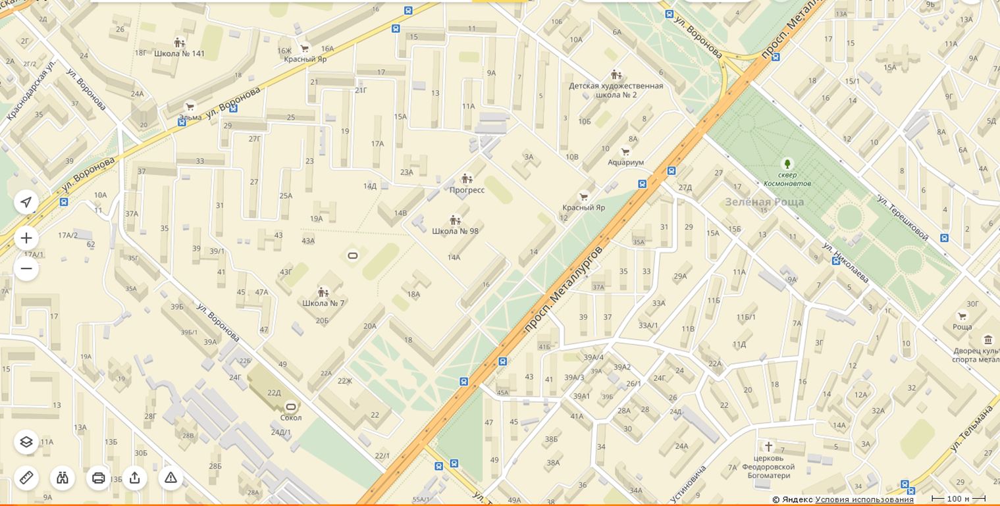 16
ул. Воронова
4
просп. Металлу
13А
9Б
2Д
26
15
11
10Б
6А
13А
2Г
18Г
Школа № 141
24
16Ж
16А
Красный Яр
10А
17
15
11А
2А
2Г/2
Краснодарская ул.
ул. Воронова
18
17
9А
7
6
15А
9А
7А
21
21Г
13
5
Детская художественная
школа № 2
18
15/1
37
24А
ул. Воронова
11А
16
14
9Г
35
Эльма
20
29
25
15А
3
10Б
8
5Д
27Г
19
17А
8А
12
10
8А
39
ул. Воронова
33
23
3А
10В
10
Aquариум
6А
37
23А
сквер
Космонавтов
8
4А
27
25А
14Д
Прогресс
27
27Д
17
10А
31
Зелёная Роща
15
6
11
37А
19А
14В
Красный Яр
12
ул. Терешковой
4
35
Школа № 98
31
29
15А
15Б
13
11
2
6
17А/2
62
43
43А
35А
17А/1
39
39/1
14А
14
ул. Николаева
9
35Г
41
43Г
просп. Металлургов
35
33
29А
11А
9А
7
5
7А
35А
45
47А
Школа № 7
18А
16
37А
3
1Г
30Г
39Б
ул. Воронова
33А
11Б
Роща
17
20Б
39
37
11Б/1
7А
39Б/1
47
20А
33А/1
11В
1
10
39А
18
41Б
11Д
3Г
Дворец культ
спорта метал
19А
22Б
49
39А/4
22А
12
15
24Г
22А
22Ж
43
41
39А/3
39А
39А2
24Г
24
19
22Д
26/1
18
16
32
13
Сокол
45А
39А1
39Б
26
22
20
14
12А
28Г
22
47
45
41А
28А
28
24Д
32А
13А
28В
24Д/1
30
14А
11А
13Б
38Б
34
24А
церковь
Феодоровской
Богоматери
7
3А
ул. Тельмана
30Б
22/1
49
38А
7А
27
28Б
13Б
36
34А
Устиновича
34
29
9А
28А
55А/1
ул. Т
49А
38
9
© Яндекс Условия использования
100 м